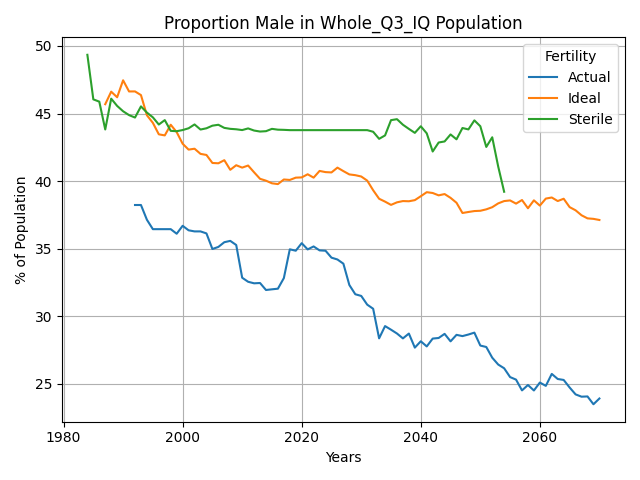 Proportion Male in Whole_Q3_IQ Population
% of Population
50
45
40
35
30
25
Fertility
Actual
Ideal
Sterile
1980
2000
2020
2040
2060
Years